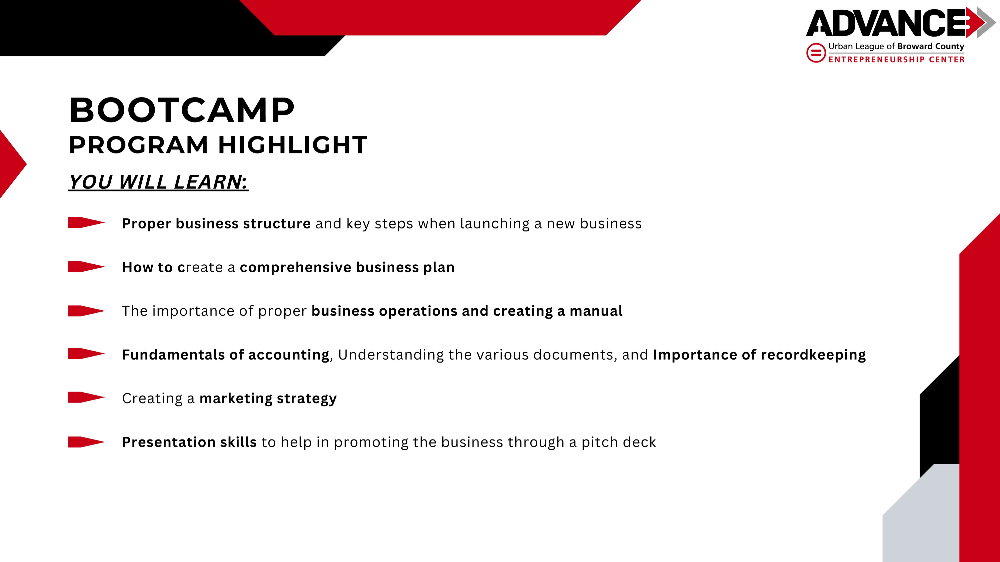 ADVANCE
Urban League of Broward County
ENTREPRENEURSHIP CENTER
BOOTCAMP
PROGRAM HIGHLIGHT
YOU WILL LEARN:
Proper business structure and key steps when launching a new business
How to create a comprehensive business plan
The importance of proper business operations and creating a manual
Fundamentals of accounting, Understanding the various documents, and Importance of recordkeeping
Creating a marketing strategy
Presentation skills to help in promoting the business through a pitch deck